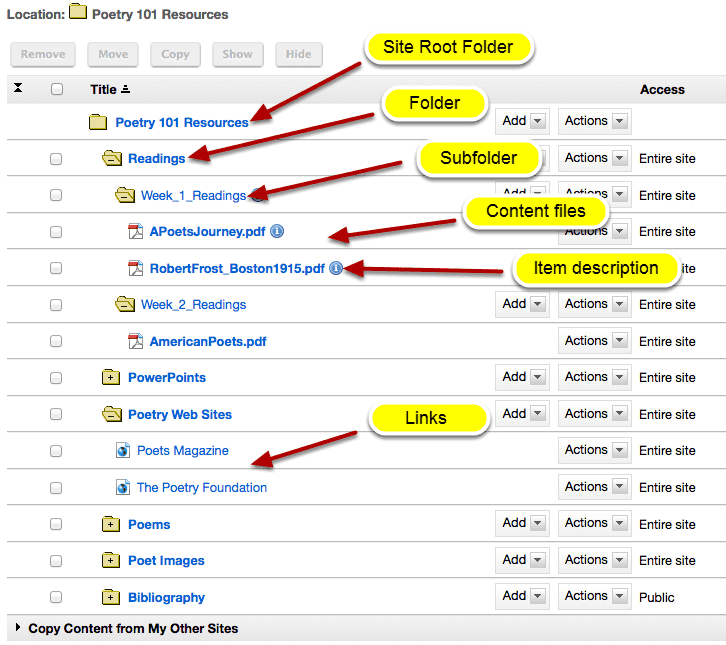 Location: Poetry 101 Resources
Site Root Folder
Remove Move Copy Show Hide
Title Access
Folder
Poetry 101 Resources Add Actions
Readings Actions Entire site
Subfolder
Week_1_Readings Add Actions Entire site
Content files
APoetsJourney.pdf Actions Entire site
RobertFrost_Boston1915.pdf Item description site
Week_2_Readings Add Actions Entire site
AmericanPoets.pdf Actions Entire site
PowerPoints Add Actions Entire site
Poetry Web Sites Add Actions Entire site
Links
Poets Magazine Actions Entire site
The Poetry Foundation Actions Entire site
Poems Add Actions Entire site
Poet Images Add Actions Entire site
Bibliography Add Actions Public
Copy Content from My Other Sites